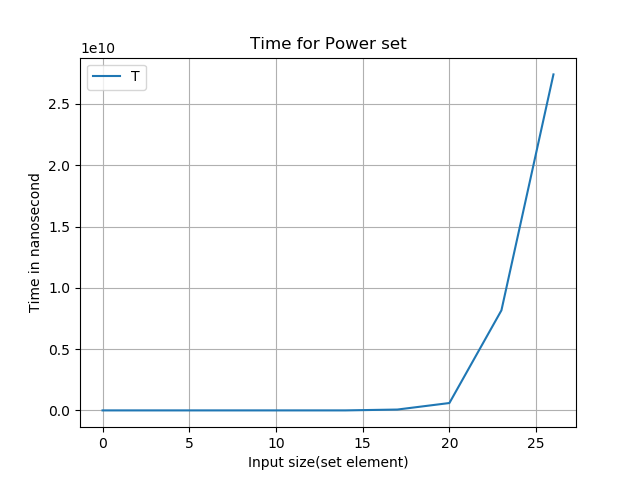 Time for Power set
1e10
T
2.5
2.0
1.5
1.0
0.5
0.0
Time in nanosecond
0 5 10 15 20 25
Input size(set element)